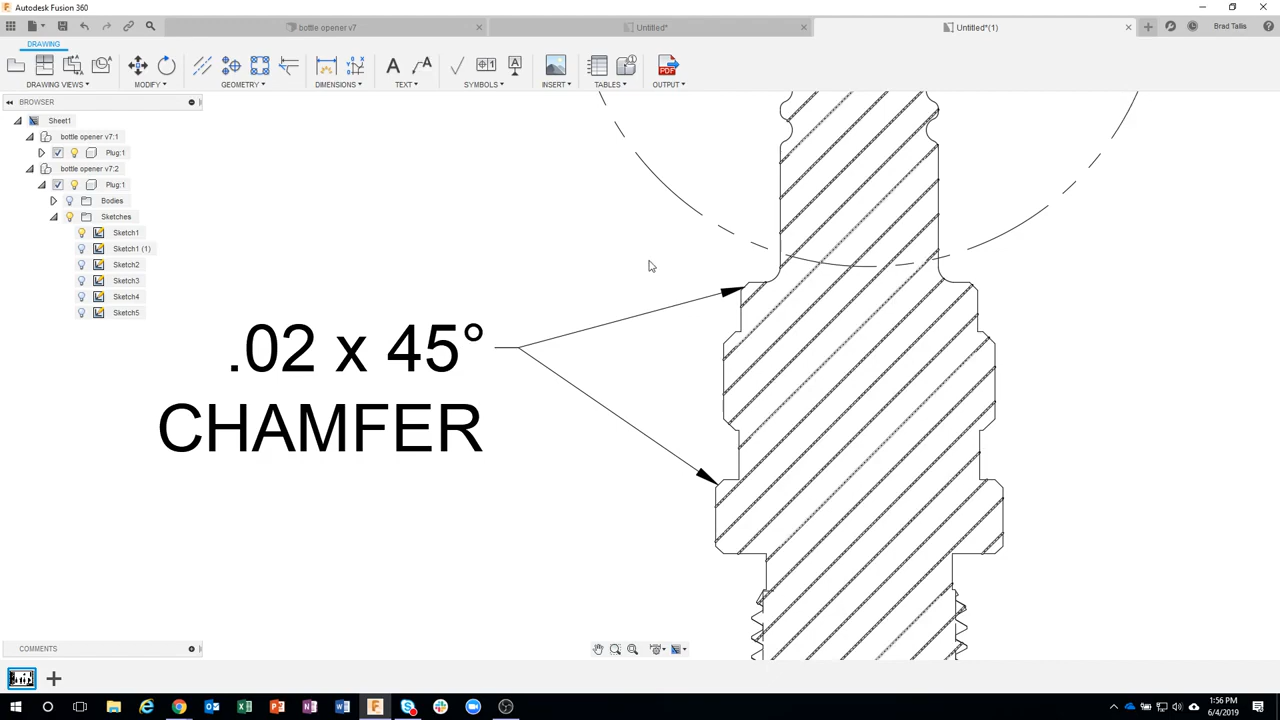 Autodesk Fusion 360
bottle opener v7
Untitled*
Untitled*(1)
Brad Tallis
DRAWING
DRAWING VIEWS
MODIFY
GEOMETRY
DIMENSIONS
TEXT
SYMBOLS
INSERT
TABLES
OUTPUT
BROWSER
Sheet1
bottle opener v7:1
Plug:1
bottle opener v7:2
Plug:1
Bodies
Sketches
Sketch1
Sketch1 (1)
Sketch2
Sketch3
Sketch4
Sketch5
.02 x 45°
CHAMFER
COMMENTS
1:56 PM
6/4/2019